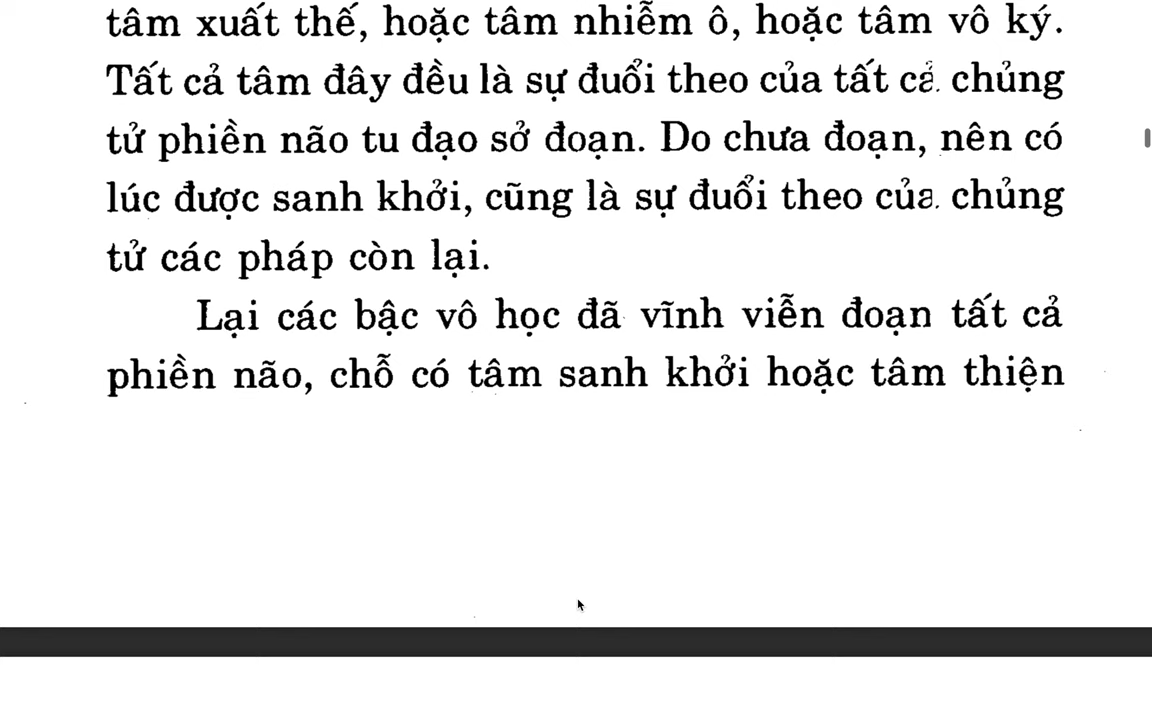 tâm xuất thế, hoặc tâm nhiễm ô, hoặc tâm vô ký.
Tất cả tâm đây đều là sự đuổi theo của tất cả chủng
tử phiền não tu đạo sở đoạn. Do chưa đoạn, nên có
lúc được sanh khởi, cũng là sự đuổi theo của chủng
tử các pháp còn lại.
Lại các bậc vô học đã vĩnh viễn đoạn tất cả
phiền não, chỗ có tâm sanh khởi hoặc tâm thiện